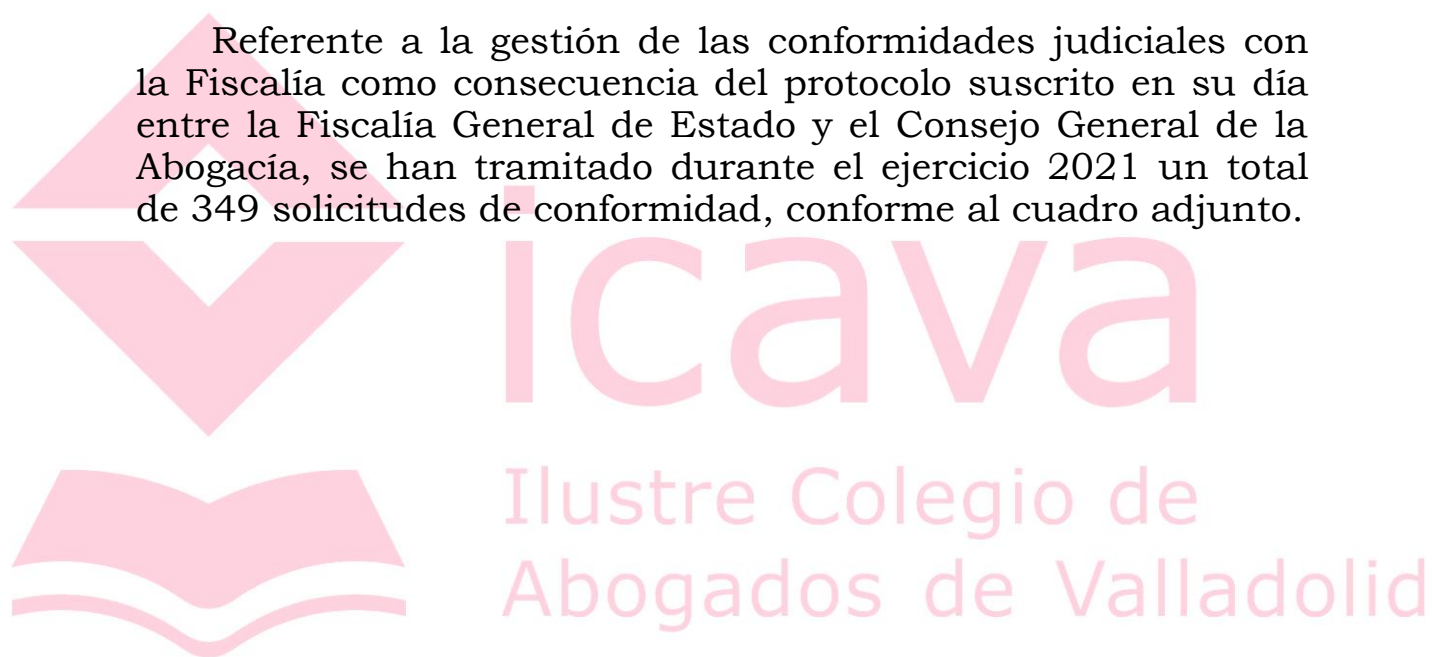 Referente a la gestión de las conformidades judiciales con
la Fiscalía como consecuencia del protocolo suscrito en su día
entre la Fiscalía General de Estado y el Consejo General de la
Abogacía, se han tramitado durante el ejercicio 2021 un total
de 349 solicitudes de conformidad, conforme al cuadro adjunto.
icava
Ilustre Colegio de
Abogados de Valladolid